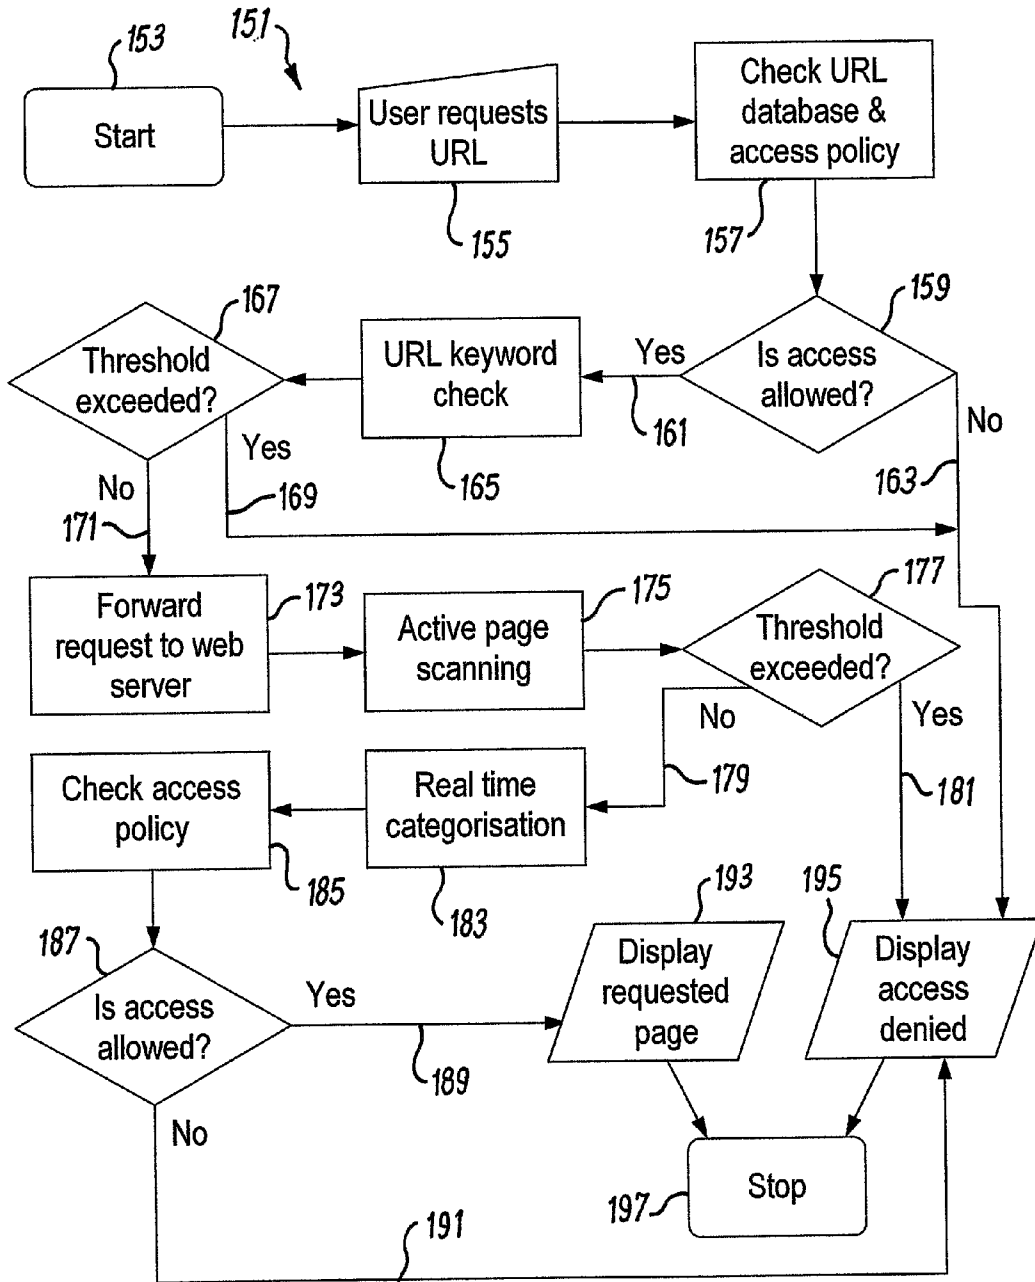 153
151
Start
User requests
URL
Check URL
database &
access policy
155
157
159
167
Threshold
exceeded?
URL keyword
check
Yes
Is access
allowed?
161
No
Yes
165
163
No
169
171
177
173
175
Forward
request to web
server
Active page
scanning
Threshold
exceeded?
No
Yes
179
181
Check access
policy
Real time
categorisation
185
183
193
195
187
Display
requested
page
Display
access
denied
Is access
allowed?
Yes
189
No
Stop
197
191